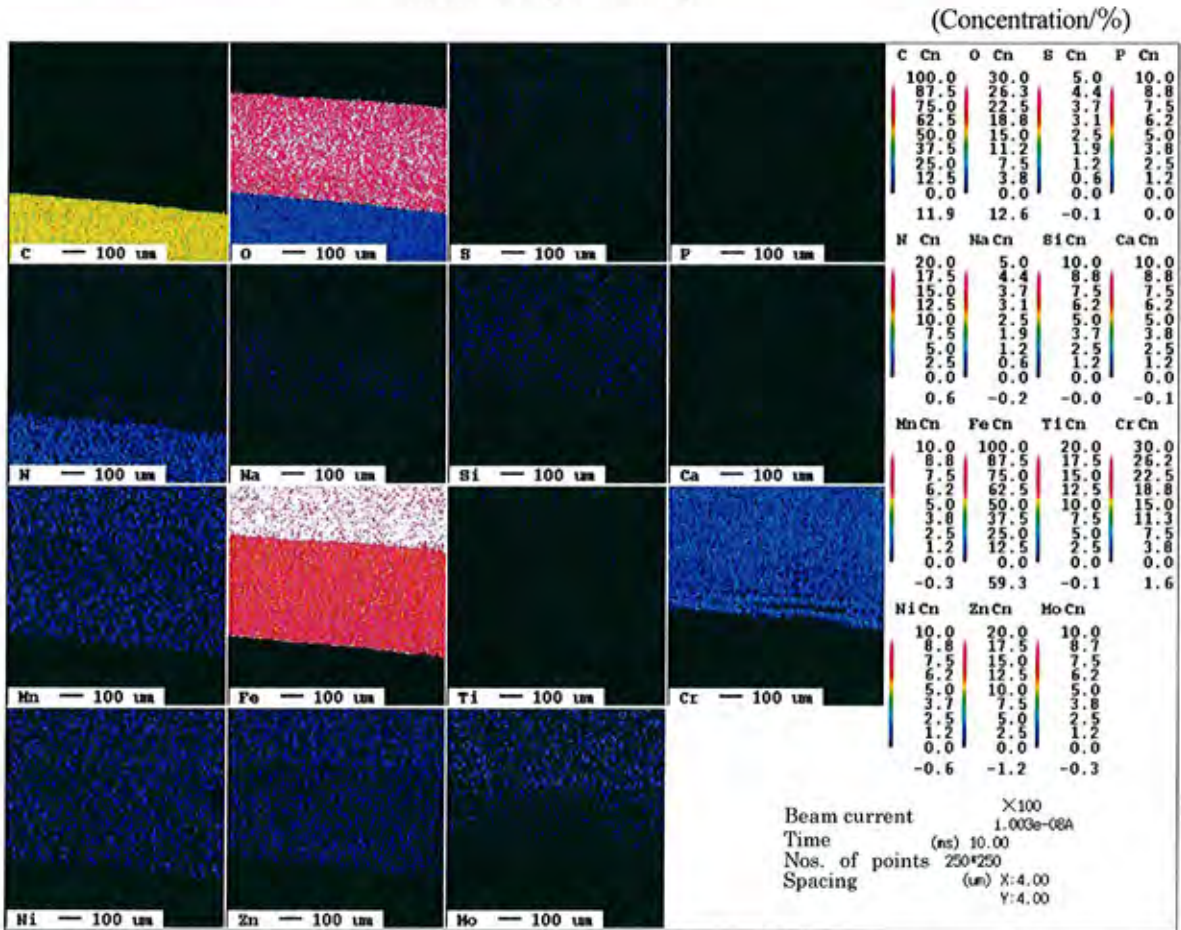 (Concentration/%)
C Cn O Cn S Cn P Cn
100.0 30.0 5.0 10.0
87.5 26.3 4.4 8.8
75.0 22.5 3.7 7.5
62.5 18.8 3.1 6.2
50.0 15.0 2.5 5.0
37.5 11.2 1.9 3.8
25.0 7.5 1.2 2.5
12.5 3.8 0.6 1.2
0.0 0.0 0.0 0.0
11.9 12.6 -0.1 0.0
C 100 um O 100 um S 100 um P 100 um
N Cn Na Cn Si Cn Ca Cn
20.0 5.0 10.0 10.0
17.5 4.4 8.8 8.8
15.0 3.7 7.5 7.5
12.5 3.1 6.2 6.2
10.0 2.5 5.0 5.0
7.5 1.9 3.7 3.8
5.0 1.2 2.5 2.5
2.5 0.6 1.2 1.2
0.0 0.0 0.0 0.0
0.6 -0.2 -0.0 -0.1
N 100 um Na 100 um Si 100 um Ca 100 um
Mn Cn Fe Cn Ti Cn Cr Cn
10.0 100.0 20.0 30.0
8.8 87.5 17.5 26.2
7.5 75.0 15.0 22.5
6.2 62.5 12.5 18.8
5.0 50.0 10.0 15.0
3.8 37.5 7.5 11.3
2.5 25.0 5.0 7.5
1.2 12.5 2.5 3.8
0.0 0.0 0.0 0.0
-0.3 59.3 -0.1 1.6
Mn 100 um Fe 100 um Ti 100 um Cr 100 um
Ni Cn Zn Cn Mo Cn
10.0 20.0 10.0
8.8 17.5 8.7
7.5 15.0 7.5
6.2 12.5 6.2
5.0 10.0 5.0
3.7 7.5 3.8
2.5 5.0 2.5
1.2 2.5 1.2
0.0 0.0 0.0
-0.6 -1.2 -0.3
×100
Beam current 1.003e-08A
Time (ms) 10.00
Nos. of points 250*250
Spacing (um) X:4.00
Y:4.00
Ni 100 um Zn 100 um Mo 100 um